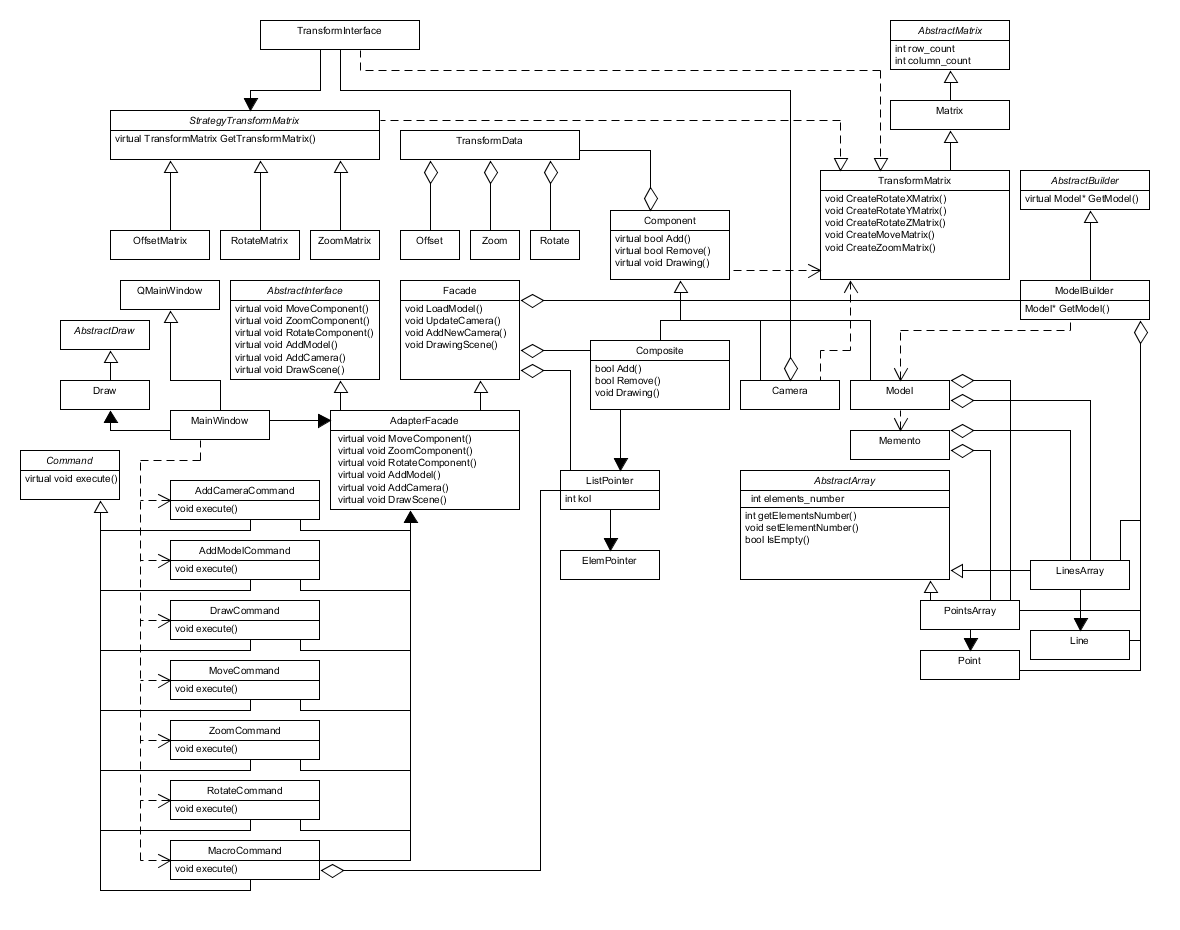 TransformInterface
AbstractMatrix
int row_count
int column_count
Matrix
StrategyTransformMatrix
virtual TransformMatrix GetTransformMatrix()
TransformData
TransformMatrix
void CreateRotateXMatrix()
void CreateRotateYMatrix()
void CreateRotateZMatrix()
void CreateMoveMatrix()
void CreateZoomMatrix()
AbstractBuilder
virtual Model* GetModel()
Component
virtual bool Add()
virtual bool Remove()
virtual void Drawing()
OffsetMatrix
RotateMatrix
ZoomMatrix
Offset
Zoom
Rotate
QMainWindow
AbstractInterface
virtual void MoveComponent()
virtual void ZoomComponent()
virtual void RotateComponent()
virtual void AddModel()
virtual void AddCamera()
virtual void DrawScene()
Facade
void LoadModel()
void UpdateCamera()
void AddNewCamera()
void DrawingScene()
ModelBuilder
Model* GetModel()
AbstractDraw
Composite
bool Add()
bool Remove()
void Drawing()
Draw
Camera
Model
MainWindow
AdapterFacade
virtual void MoveComponent()
virtual void ZoomComponent()
virtual void RotateComponent()
virtual void AddModel()
virtual void AddCamera()
virtual void DrawScene()
Memento
Command
virtual void execute()
ListPointer
int kol
AbstractArray
int elements_number
int getElementsNumber()
void setElementNumber()
bool IsEmpty()
AddCameraCommand
void execute()
AddModelCommand
void execute()
ElemPointer
LinesArray
DrawCommand
void execute()
PointsArray
Line
Point
MoveCommand
void execute()
ZoomCommand
void execute()
RotateCommand
void execute()
MacroCommand
void execute()